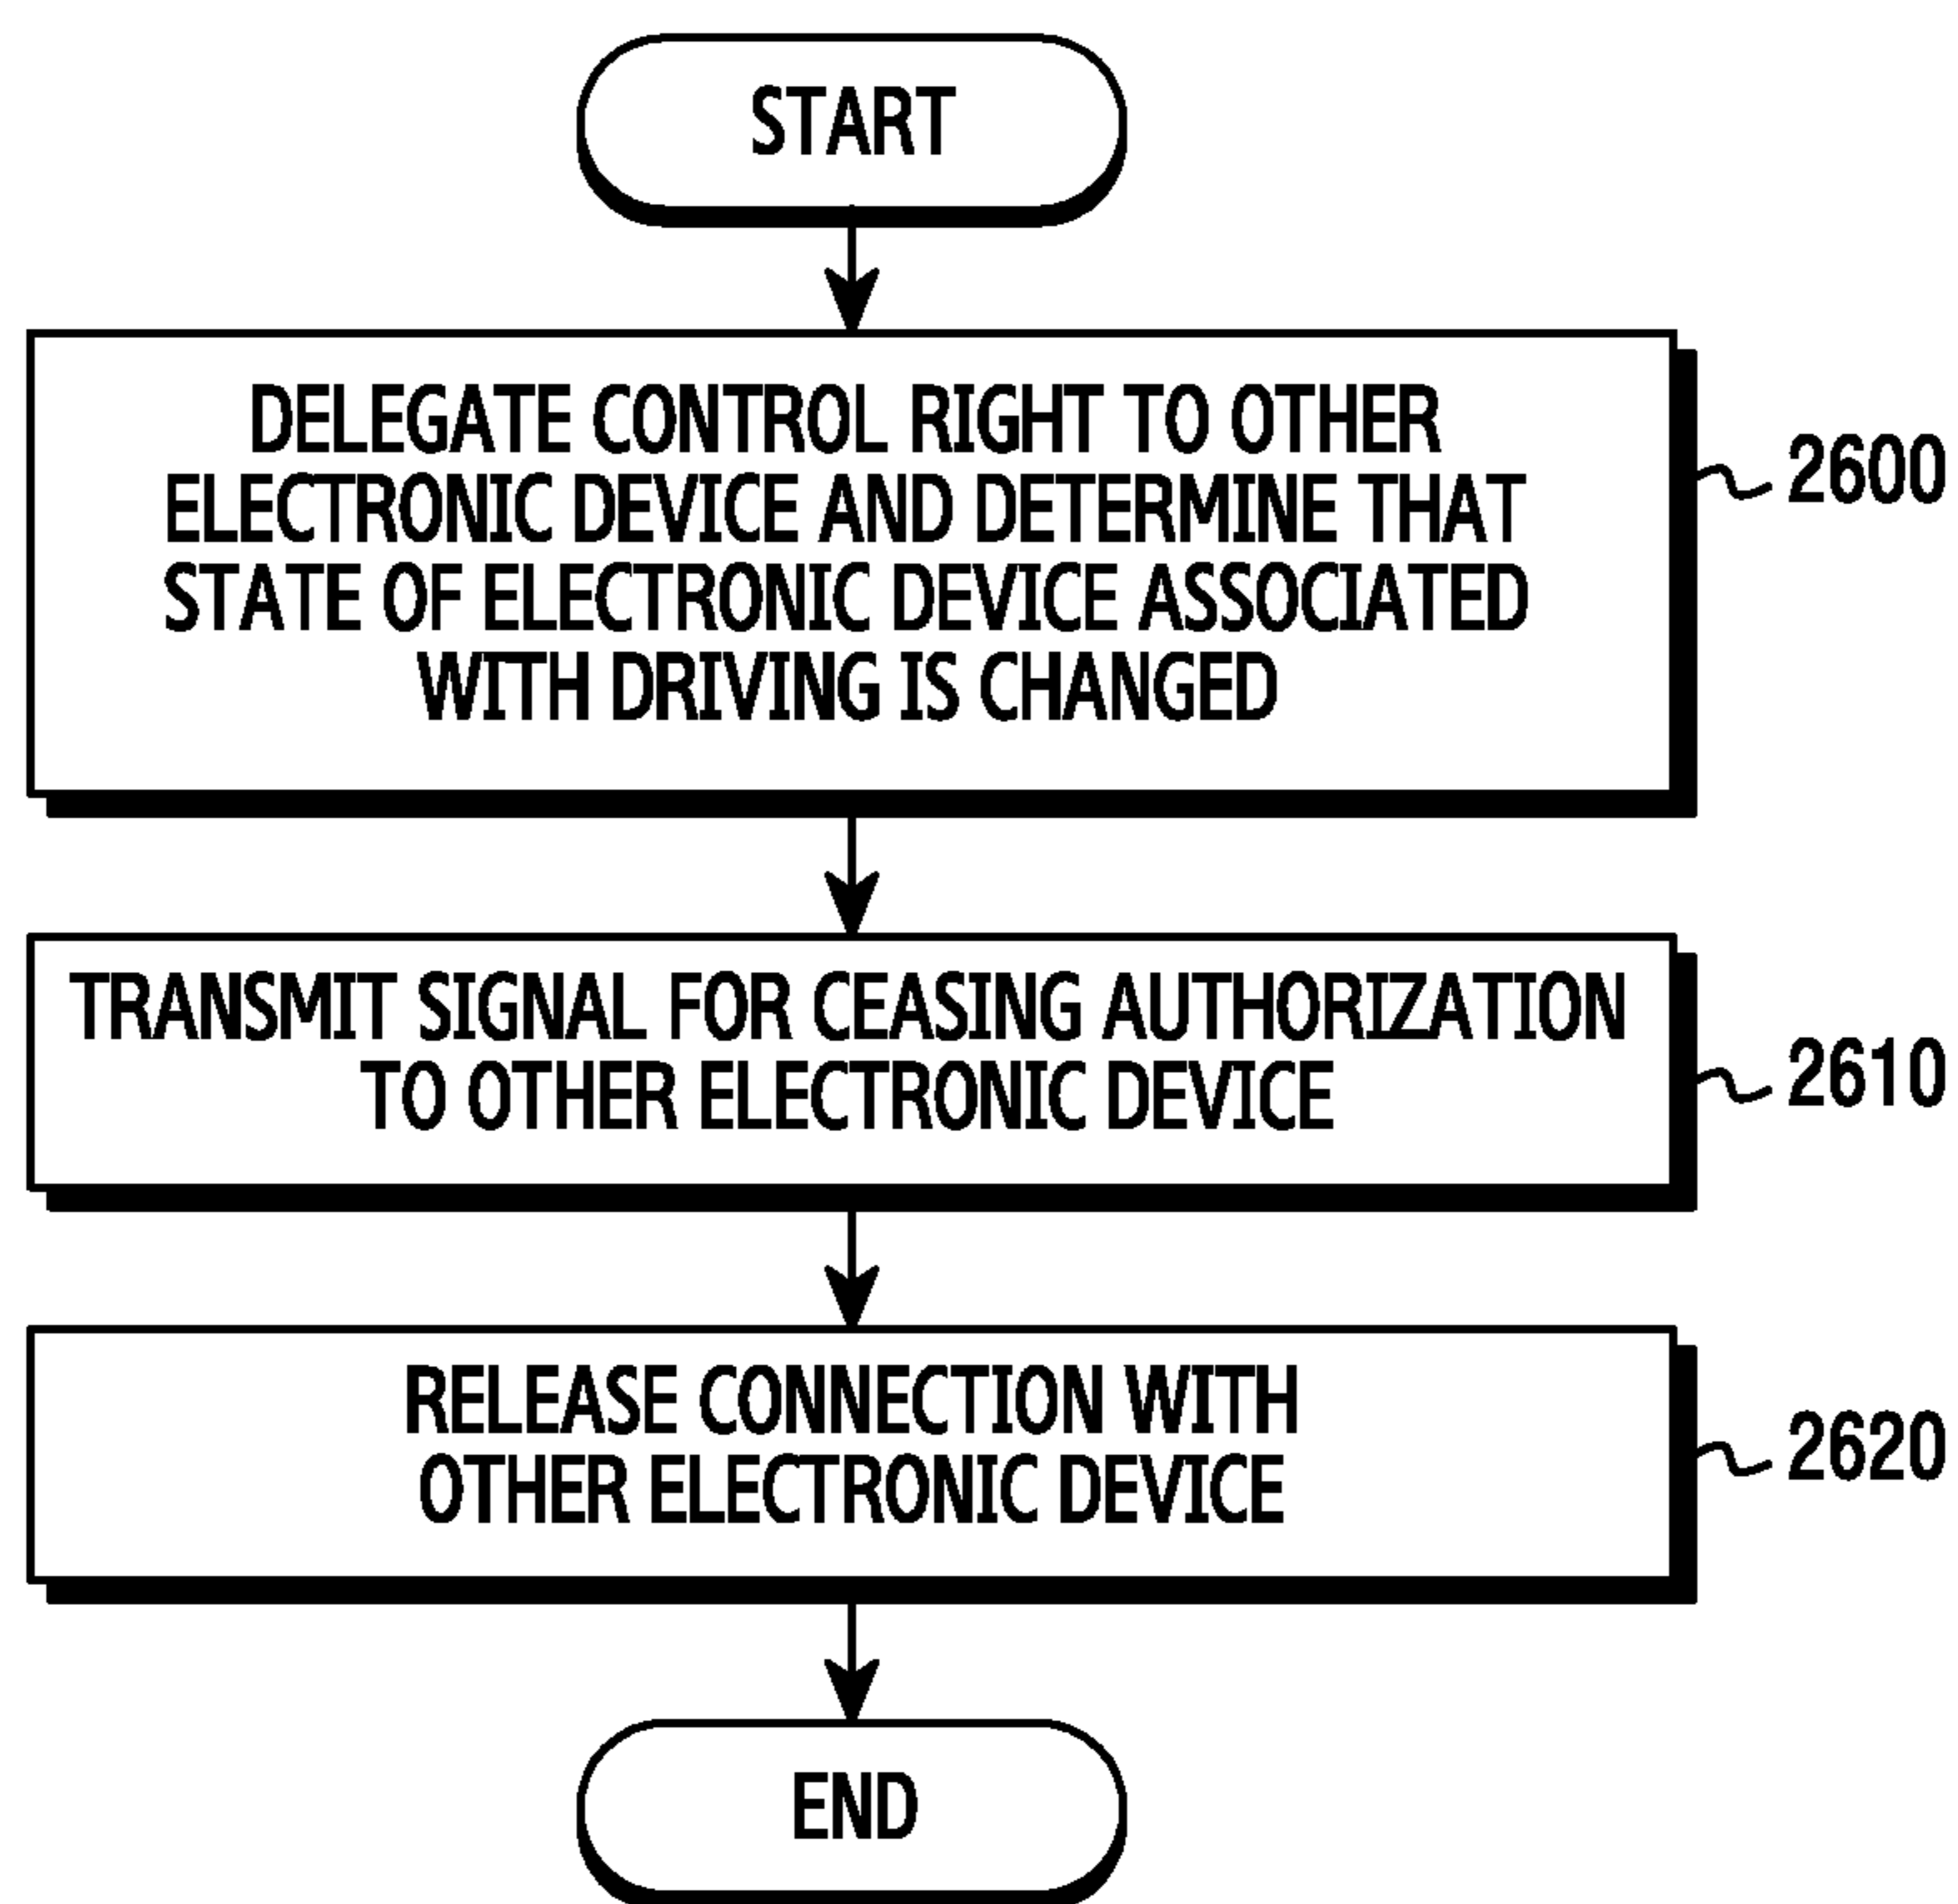 START
DELEGATE CONTROL RIGHT TO OTHER
ELECTRONIC DEVICE AND DETERMINE THAT
STATE OF ELECTRONIC DEVICE ASSOCIATED
WITH DRIVING IS CHANGED
2600
TRANSMIT SIGNAL FOR CEASING AUTHORIZATION
TO OTHER ELECTRONIC DEVICE
2610
RELEASE CONNECTION WITH
OTHER ELECTRONIC DEVICE
2620
END